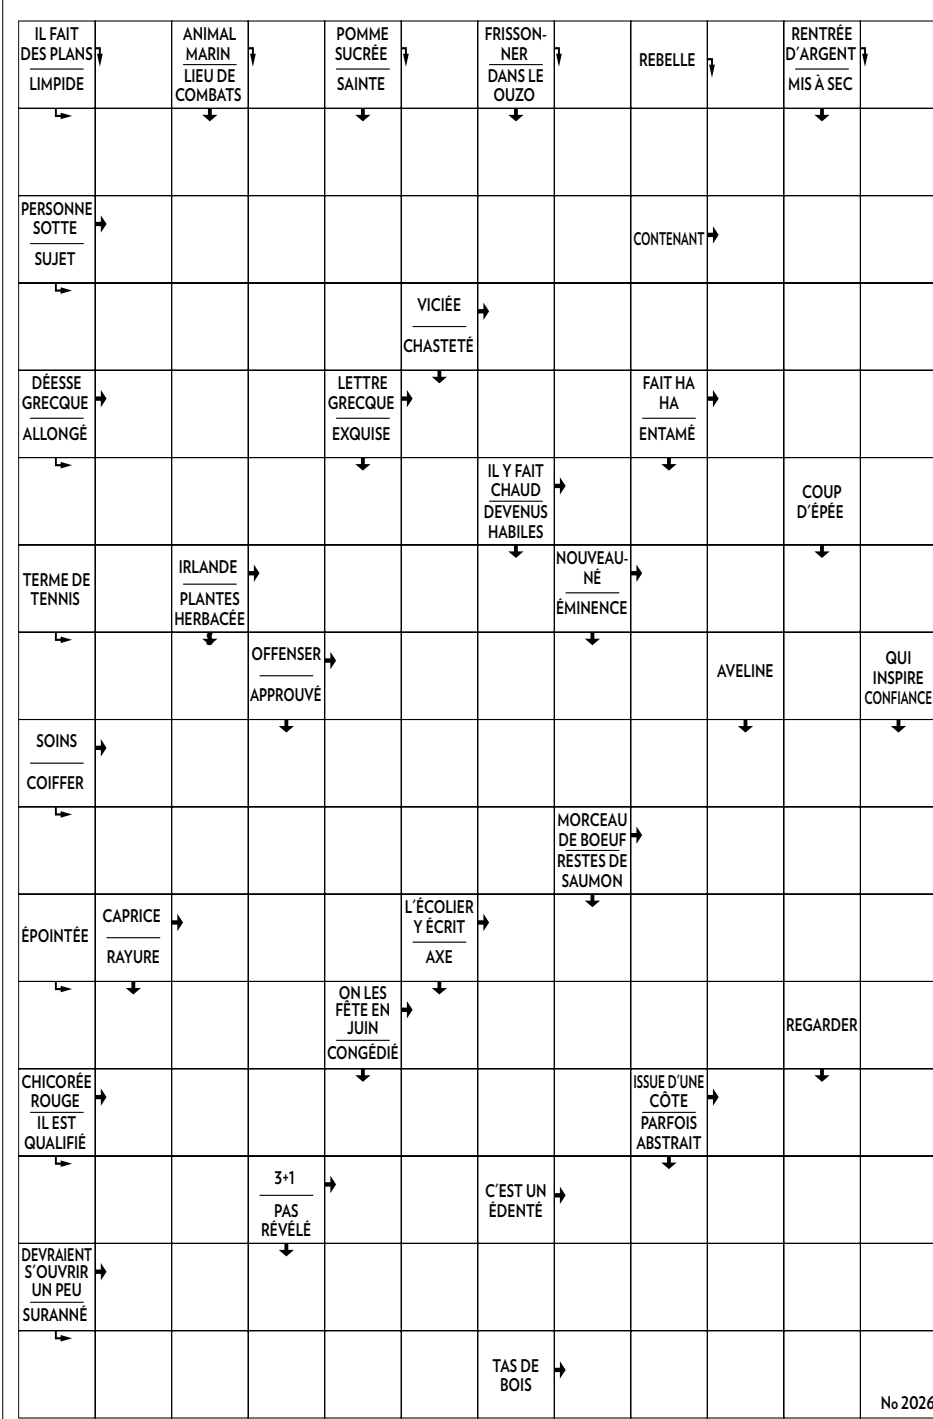 IL FAIT
DES PLANS
LIMPIDE
ANIMAL
MARIN
LIEU DE
COMBATS
POMME
SUCRÉE
SAINTE
FRISSON-
NER
DANS LE
OUZO
REBELLE
RENTRÉE
D'ARGENT
MIS À SEC
PERSONNE
SOTTE
SUJET
CONTENANT
VICIÉE
CHASTETÉ
DÉESSE
GRECQUE
ALLONGÉ
LETTRE
GRECQUE
EXQUISE
FAIT HA
HA
ENTAMÉ
IL Y FAIT
CHAUD
DEVENUS
HABILES
COUP
D'ÉPÉE
TERME DE
TENNIS
IRLANDE
PLANTES
HERBACÉE
NOUVEAU-
NÉ
ÉMINENCE
OFFENSER
APPROUVÉ
AVELINE
QUI
INSPIRE
CONFIANCE
SOINS
COIFFER
MORCEAU
DE BOEUF
RESTES DE
SAUMON
ÉPOINTÉE
CAPRICE
RAYURE
L'ÉCOLIER
Y ÉCRIT
AXE
ON LES
FÊTE EN
JUIN
CONGÉDIÉ
REGARDER
CHICORÉE
ROUGE
IL EST
QUALIFIÉ
ISSUE D'UNE
CÔTE
PARFOIS
ABSTRAIT
3+1
PAS
RÉVÉLÉ
C'EST UN
ÉDENTÉ
DEVRAIENT
S'OUVRIR
UN PEU
SURANNÉ
TAS DE
BOIS
No 2026